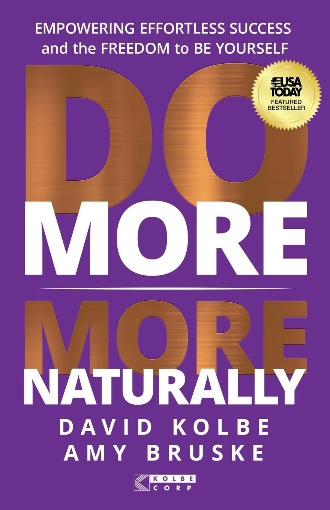 EMPOWERING EFFORTLESS SUCCESS
and the FREEDOM to BE YOURSELF
USA
TODAY
FEATURED
BESTSELLER
DO
MORE
MORE
NATURALLY
DAVID KOLBE
AMY BRUSKE
KOLBE
CORP